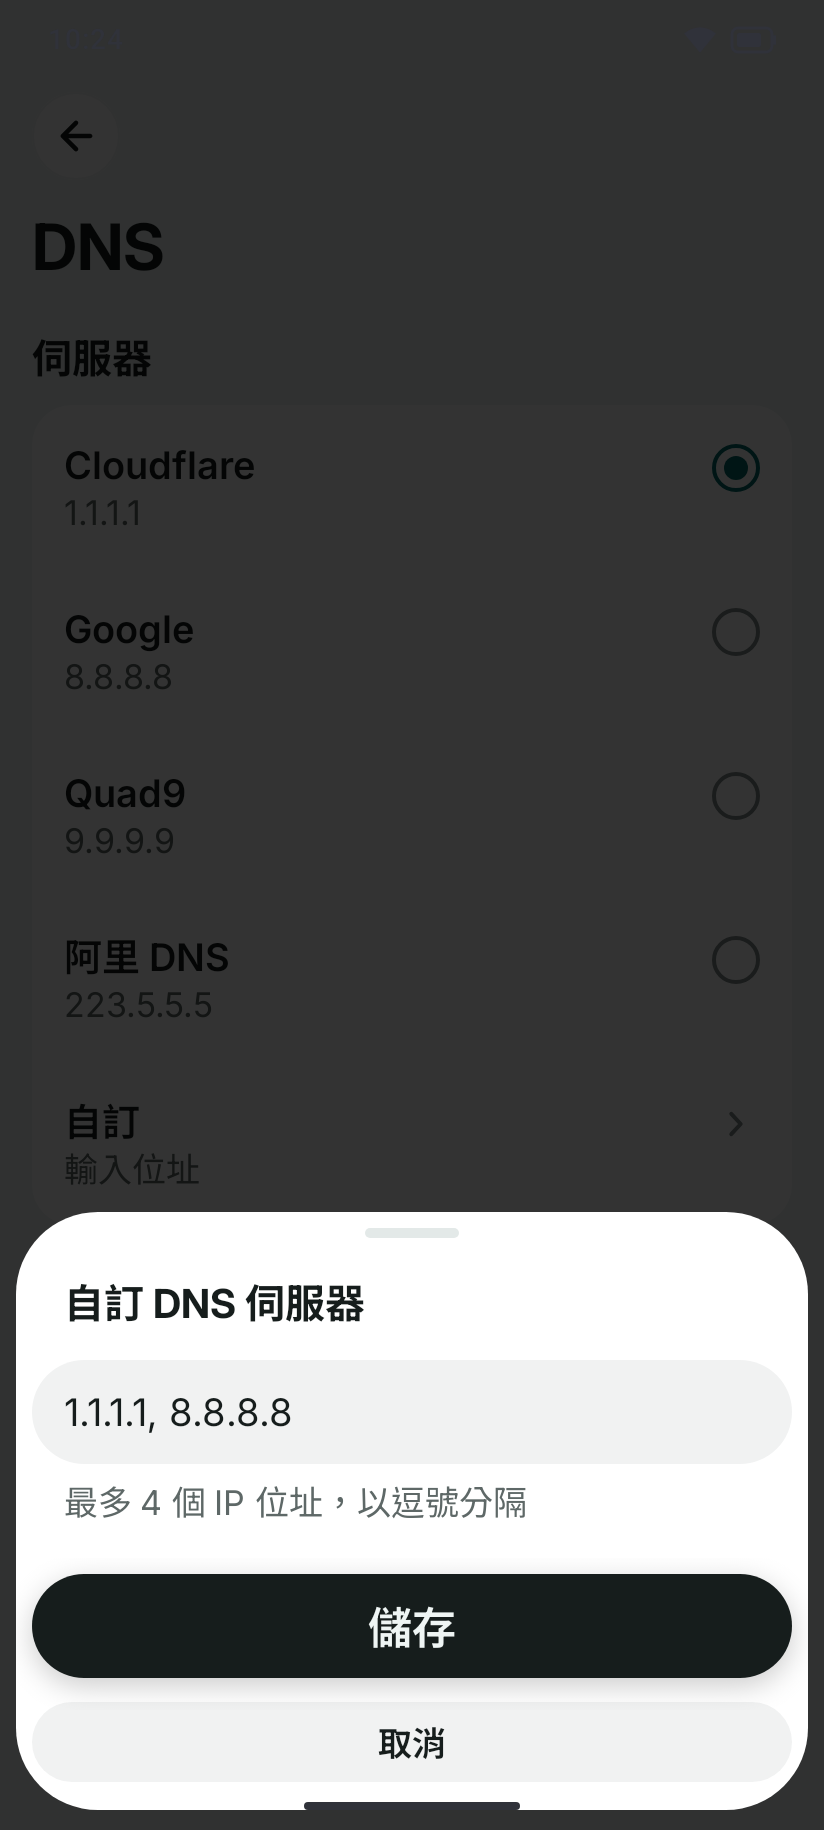 DNS
伺服器
Cloudflare
1.1.1.1
Google
8.8.8.8
Quad9
9.9.9.9
阿里 DNS
223.5.5.5
自訂
輸入位址
自訂 DNS 伺服器
1.1.1.1, 8.8.8.8
最多 4 個 IP 位址，以逗號分隔
儲存
取消